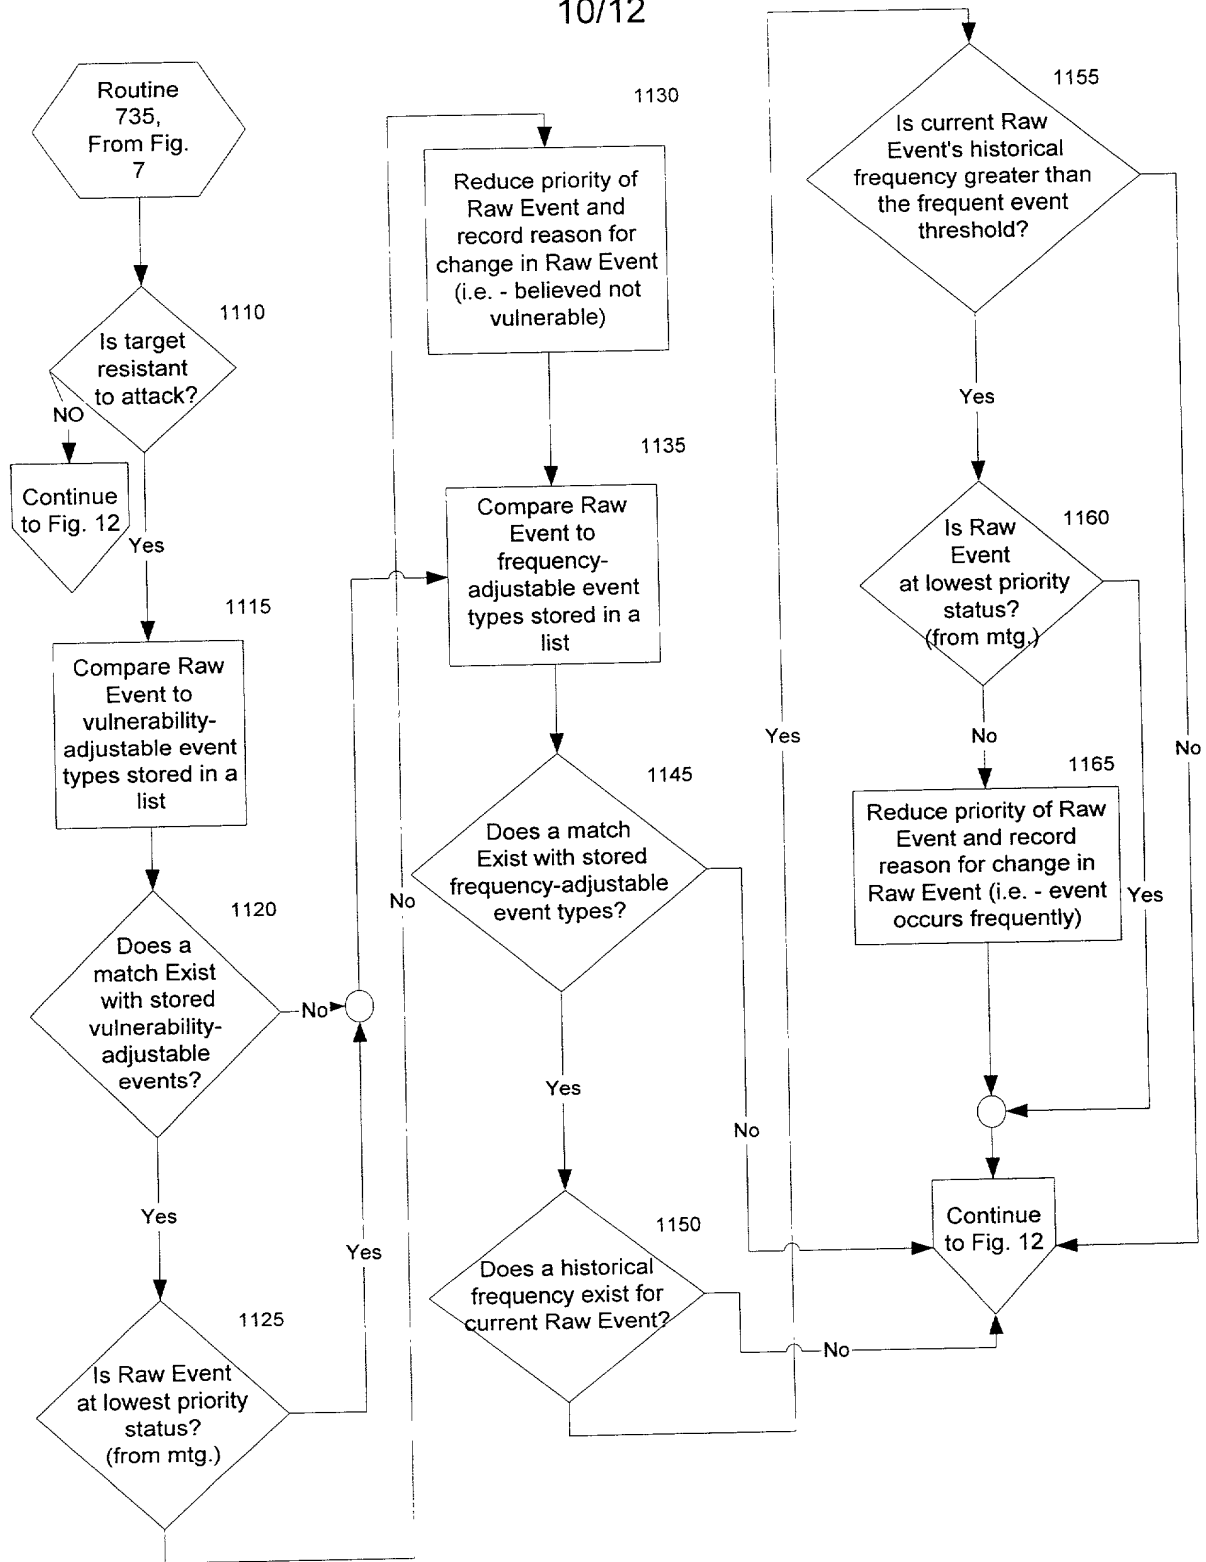 10/12
Routine
735,
From Fig.
7
1110
Is target
resistant
to attack?
NO
Continue
to Fig. 12
Yes
1115
Compare Raw
Event to
vulnerability-
adjustable event
types stored in a
list
1120
Does a
match Exist
with stored
vulnerability-
adjustable
events?
No
Yes
1125
Is Raw Event
at lowest priority
status?
(from mtg.)
Yes
No
1130
Reduce priority of
Raw Event and
record reason for
change in Raw Event
(i.e. - believed not
vulnerable)
1135
Compare Raw
Event to
frequency-
adjustable event
types stored in a
list
1145
Does a match
Exist with stored
frequency-adjustable
event types?
Yes
No
1150
Does a historical
frequency exist for
current Raw Event?
No
Yes
1155
Is current Raw
Event's historical
frequency greater than
the frequent event
threshold?
Yes
No
1160
Is Raw
Event
at lowest priority
status?
(from mtg.)
No
Yes
1165
Reduce priority of Raw
Event and record
reason for change in
Raw Event (i.e. - event
occurs frequently)
Continue
to Fig. 12